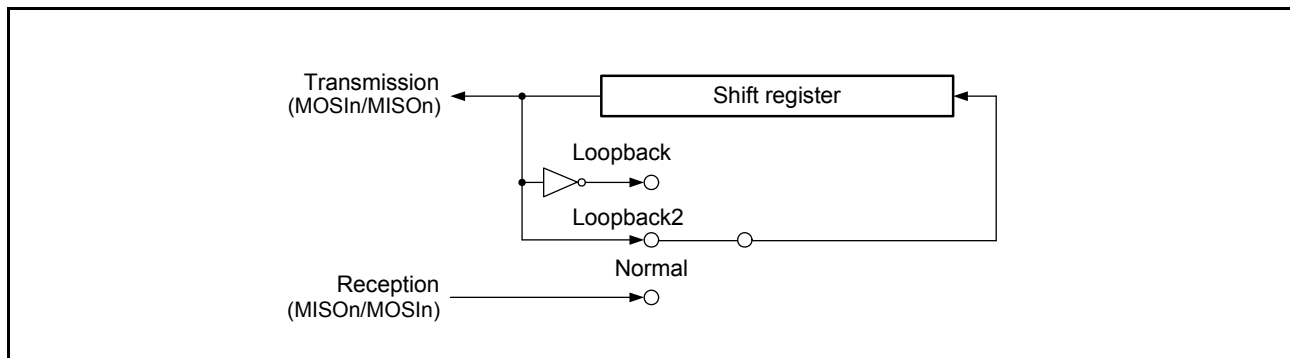 Transmission
(MOSIn/MISOn)
Shift register
Loopback
Loopback2
Normal
Reception
(MISOn/MOSIn)